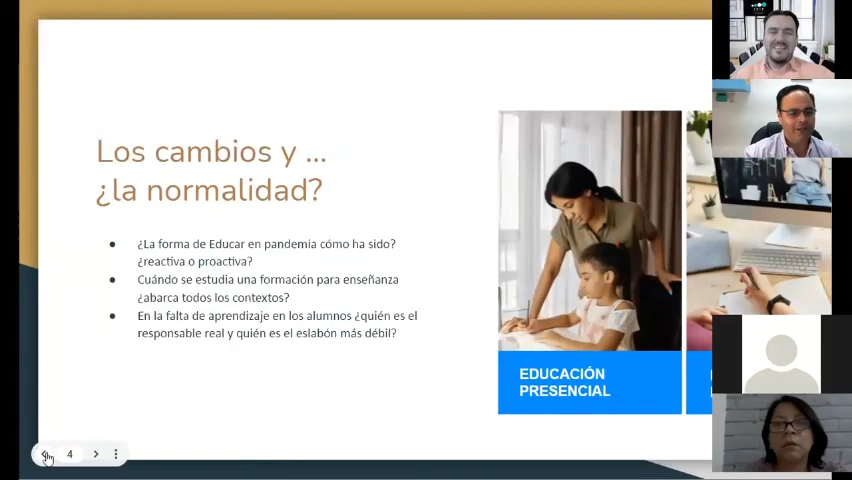 Los cambios y ...
¿la normalidad?
● ¿La forma de Educar en pandemia cómo ha sido?
¿reactiva o proactiva?
● Cuándo se estudia una formación para enseñanza
¿abarca todos los contextos?
● En la falta de aprendizaje en los alumnos ¿quién es el
responsable real y quién es el eslabón más débil?
EDUCACIÓN
PRESENCIAL
4